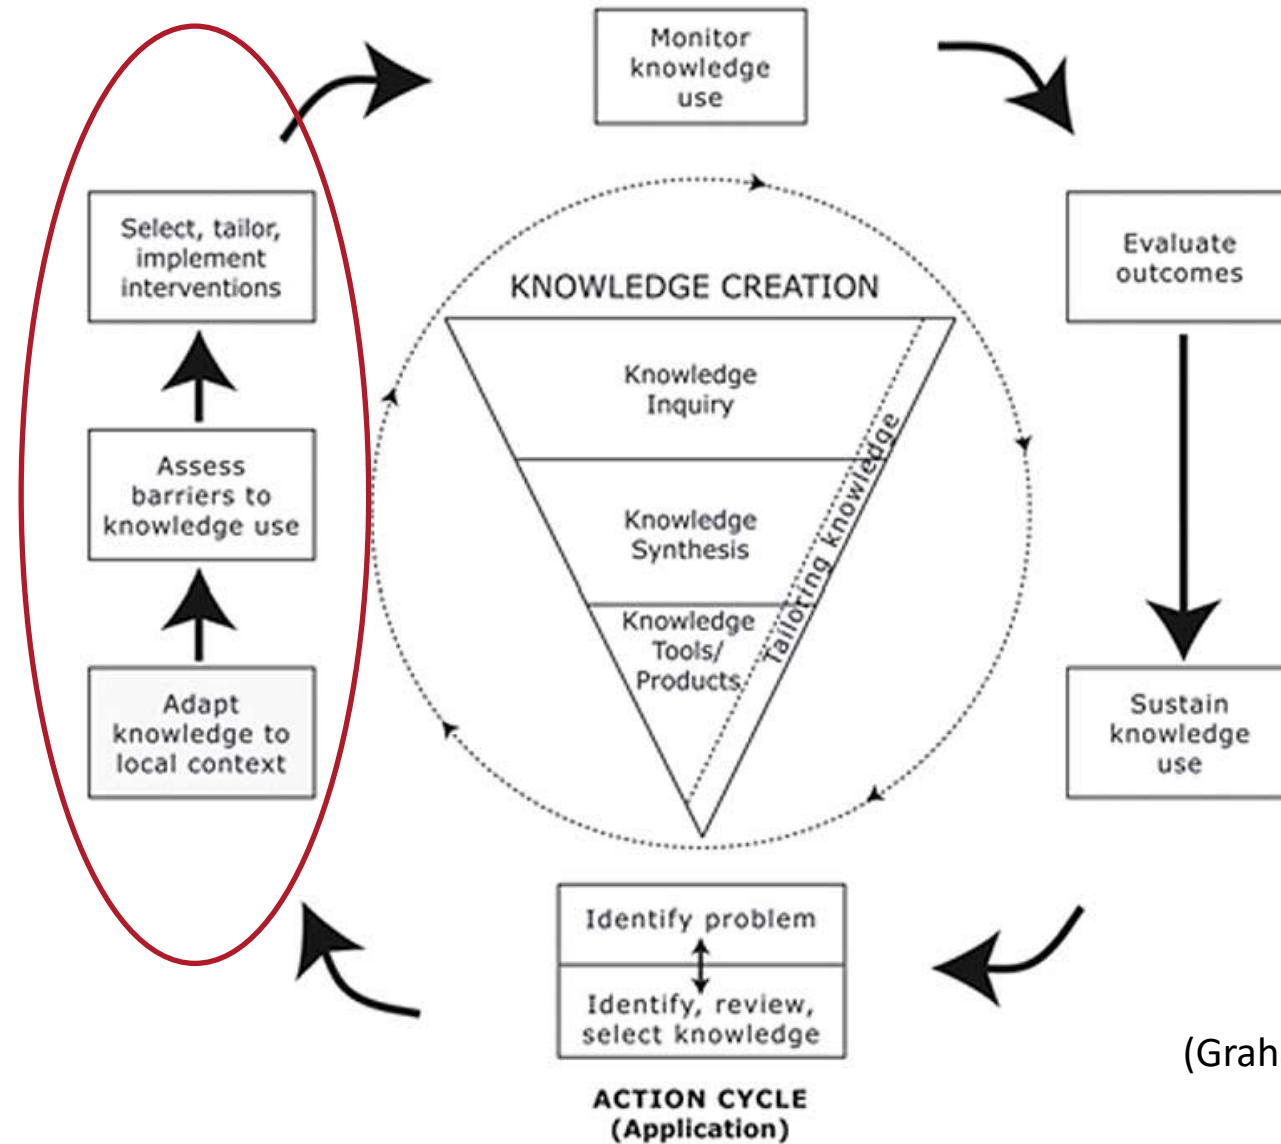 Monitor
knowledge
use
Select, tailor,
implement
interventions
Evaluate
outcomes
KNOWLEDGE CREATION
Knowledge
Inquiry
Tailoring knowledge
Assess
barriers to
knowledge use
Knowledge
Synthesis
Knowledge
Tools/
Products
Adapt
knowledge to
local context
Sustain
knowledge
use
Identify problem
Identify, review,
select knowledge
(Grah
ACTION CYCLE
(Application)